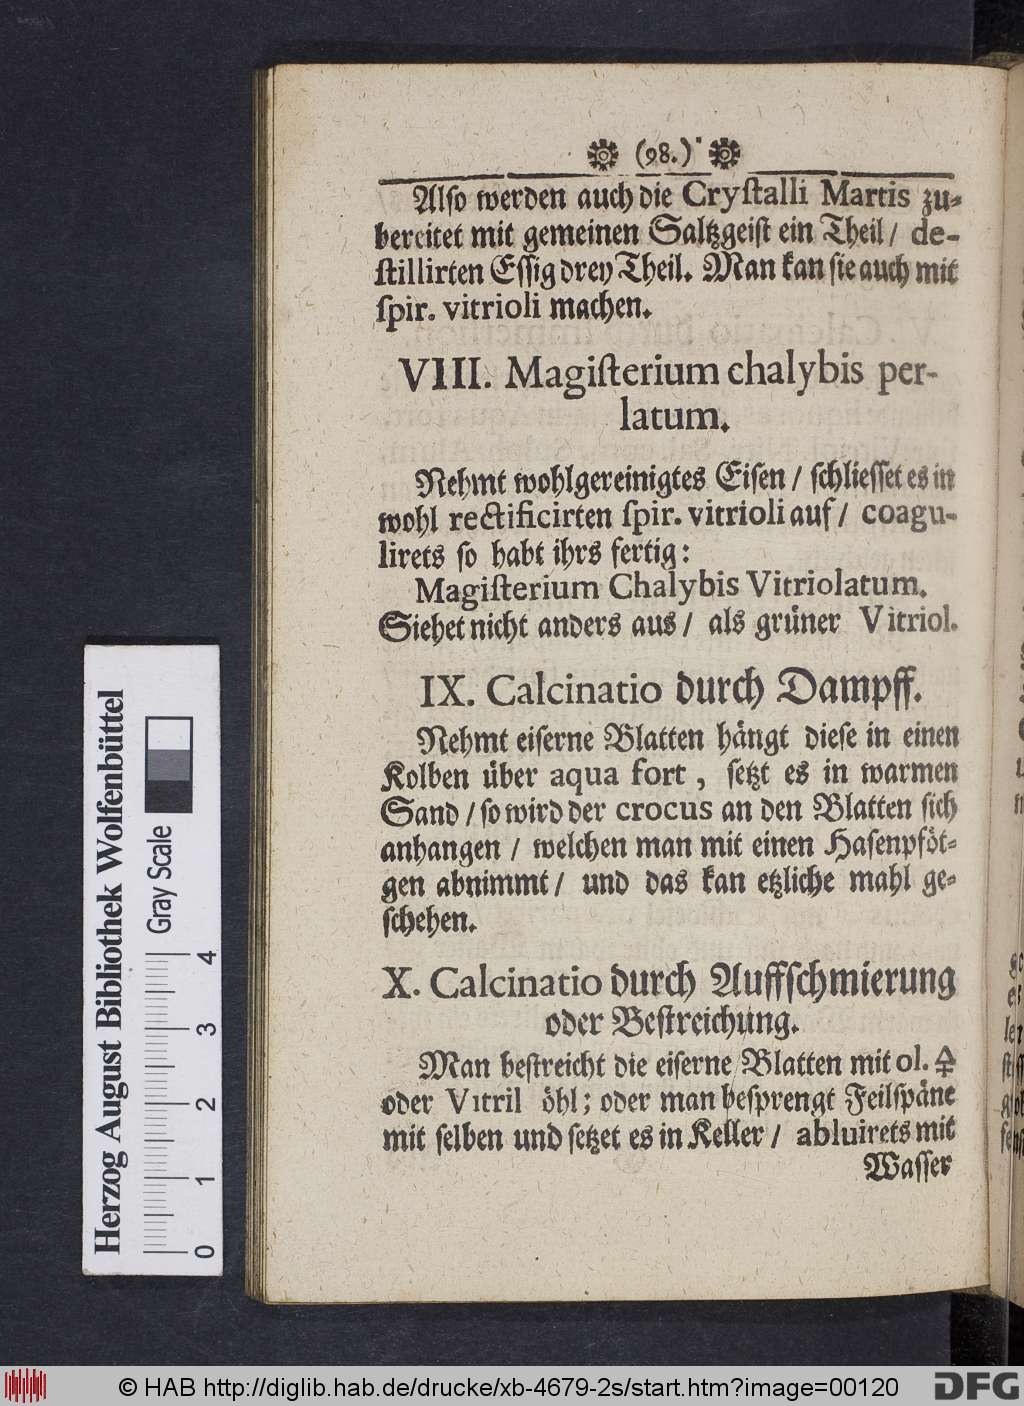 (98.)
Also werden auch die Cryſtalli Martis zu-
bereitet mit gemeinen Saltzgeiſt ein Theil / de-
ſtillirten Eſſig drey Theil. Man kan ſie auch mit
ſpir. vitrioli machen.
VIII. Magiſterium chalybis per-
latum.
Nehmt wohlgereinigtes Eiſen / ſchlieſſet es in
wohl rectificirten ſpir. vitrioli auf / coagu-
lirets ſo habt ihrs fertig:
Magiſterium Chalybis Vitriolatum.
Siehet nicht anders aus / als grüner Vitriol.
IX. Calcinatio durch Dampff.
Nehmt eiſerne Blatten hängt dieſe in einen
Kolben über aqua fort, ſetzt es in warmen
Sand / ſo wird der crocus an den Blatten ſich
anhangen / welchen man mit einen Haſenpföt-
gen abnimmt / und das kan etzliche mahl ge-
ſchehen.
X. Calcinatio durch Auffſchmierung
oder Beſtreichung.
Man beſtreicht die eiſerne Blatten mit ol. 🜍
oder Vitril öhl; oder man beſprengt Feilſpäne
mit ſelben und ſetzet es in Keller / abluirets mit
Waſſer
Herzog August Bibliothek Wolfenbüttel
Gray Scale
0 1 2 3 4
© HAB http://diglib.hab.de/drucke/xb-4679-2s/start.htm?image=00120
DFG